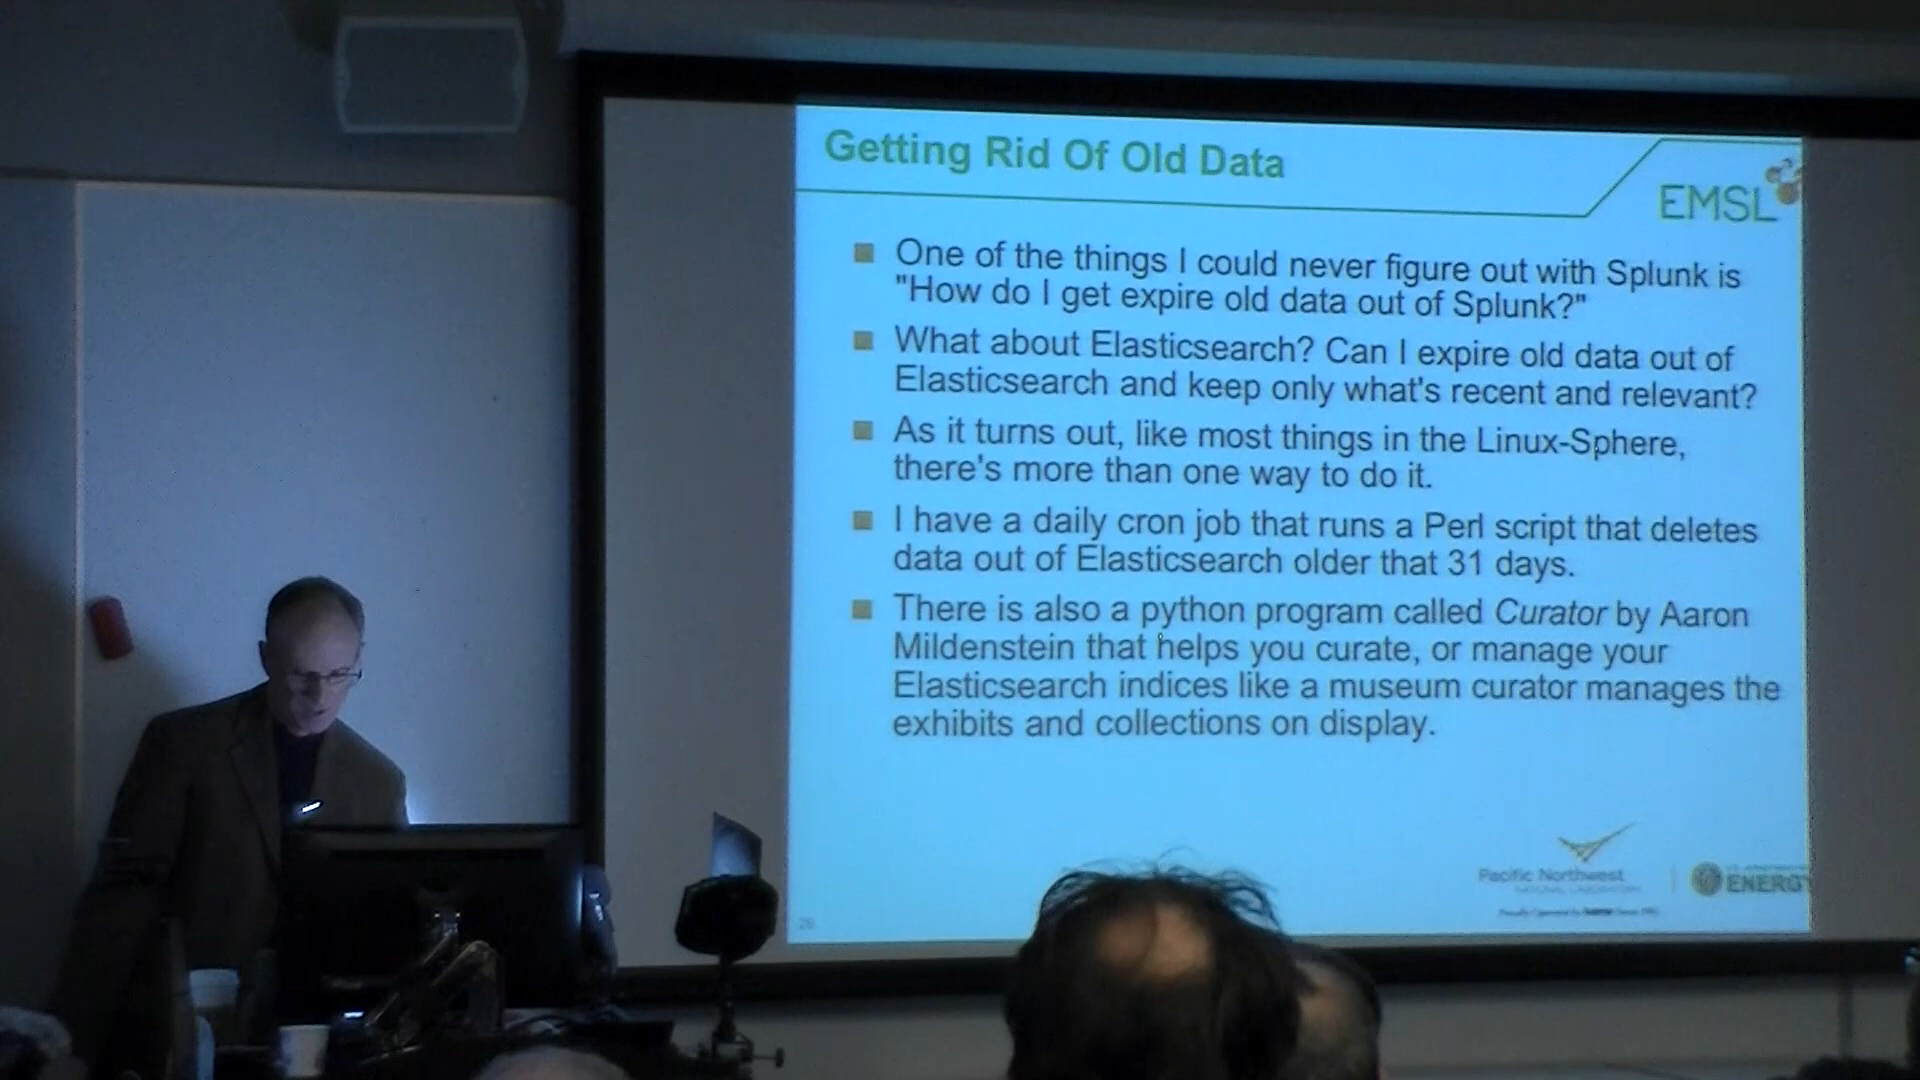 Getting Rid Of Old Data
EMSL
One of the things I could never figure out with Splunk is
"How do I get expire old data out of Splunk?"
What about Elasticsearch? Can I expire old data out of
Elasticsearch and keep only what's recent and relevant?
As it turns out, like most things in the Linux-Sphere,
there's more than one way to do it.
I have a daily cron job that runs a Perl script that deletes
data out of Elasticsearch older that 31 days.
There is also a python program called Curator by Aaron
Mildenstein that helps you curate, or manage your
Elasticsearch indices like a museum curator manages the
exhibits and collections on display.
Pacific Northwest
NATIONAL LABORATORY
ENERGY